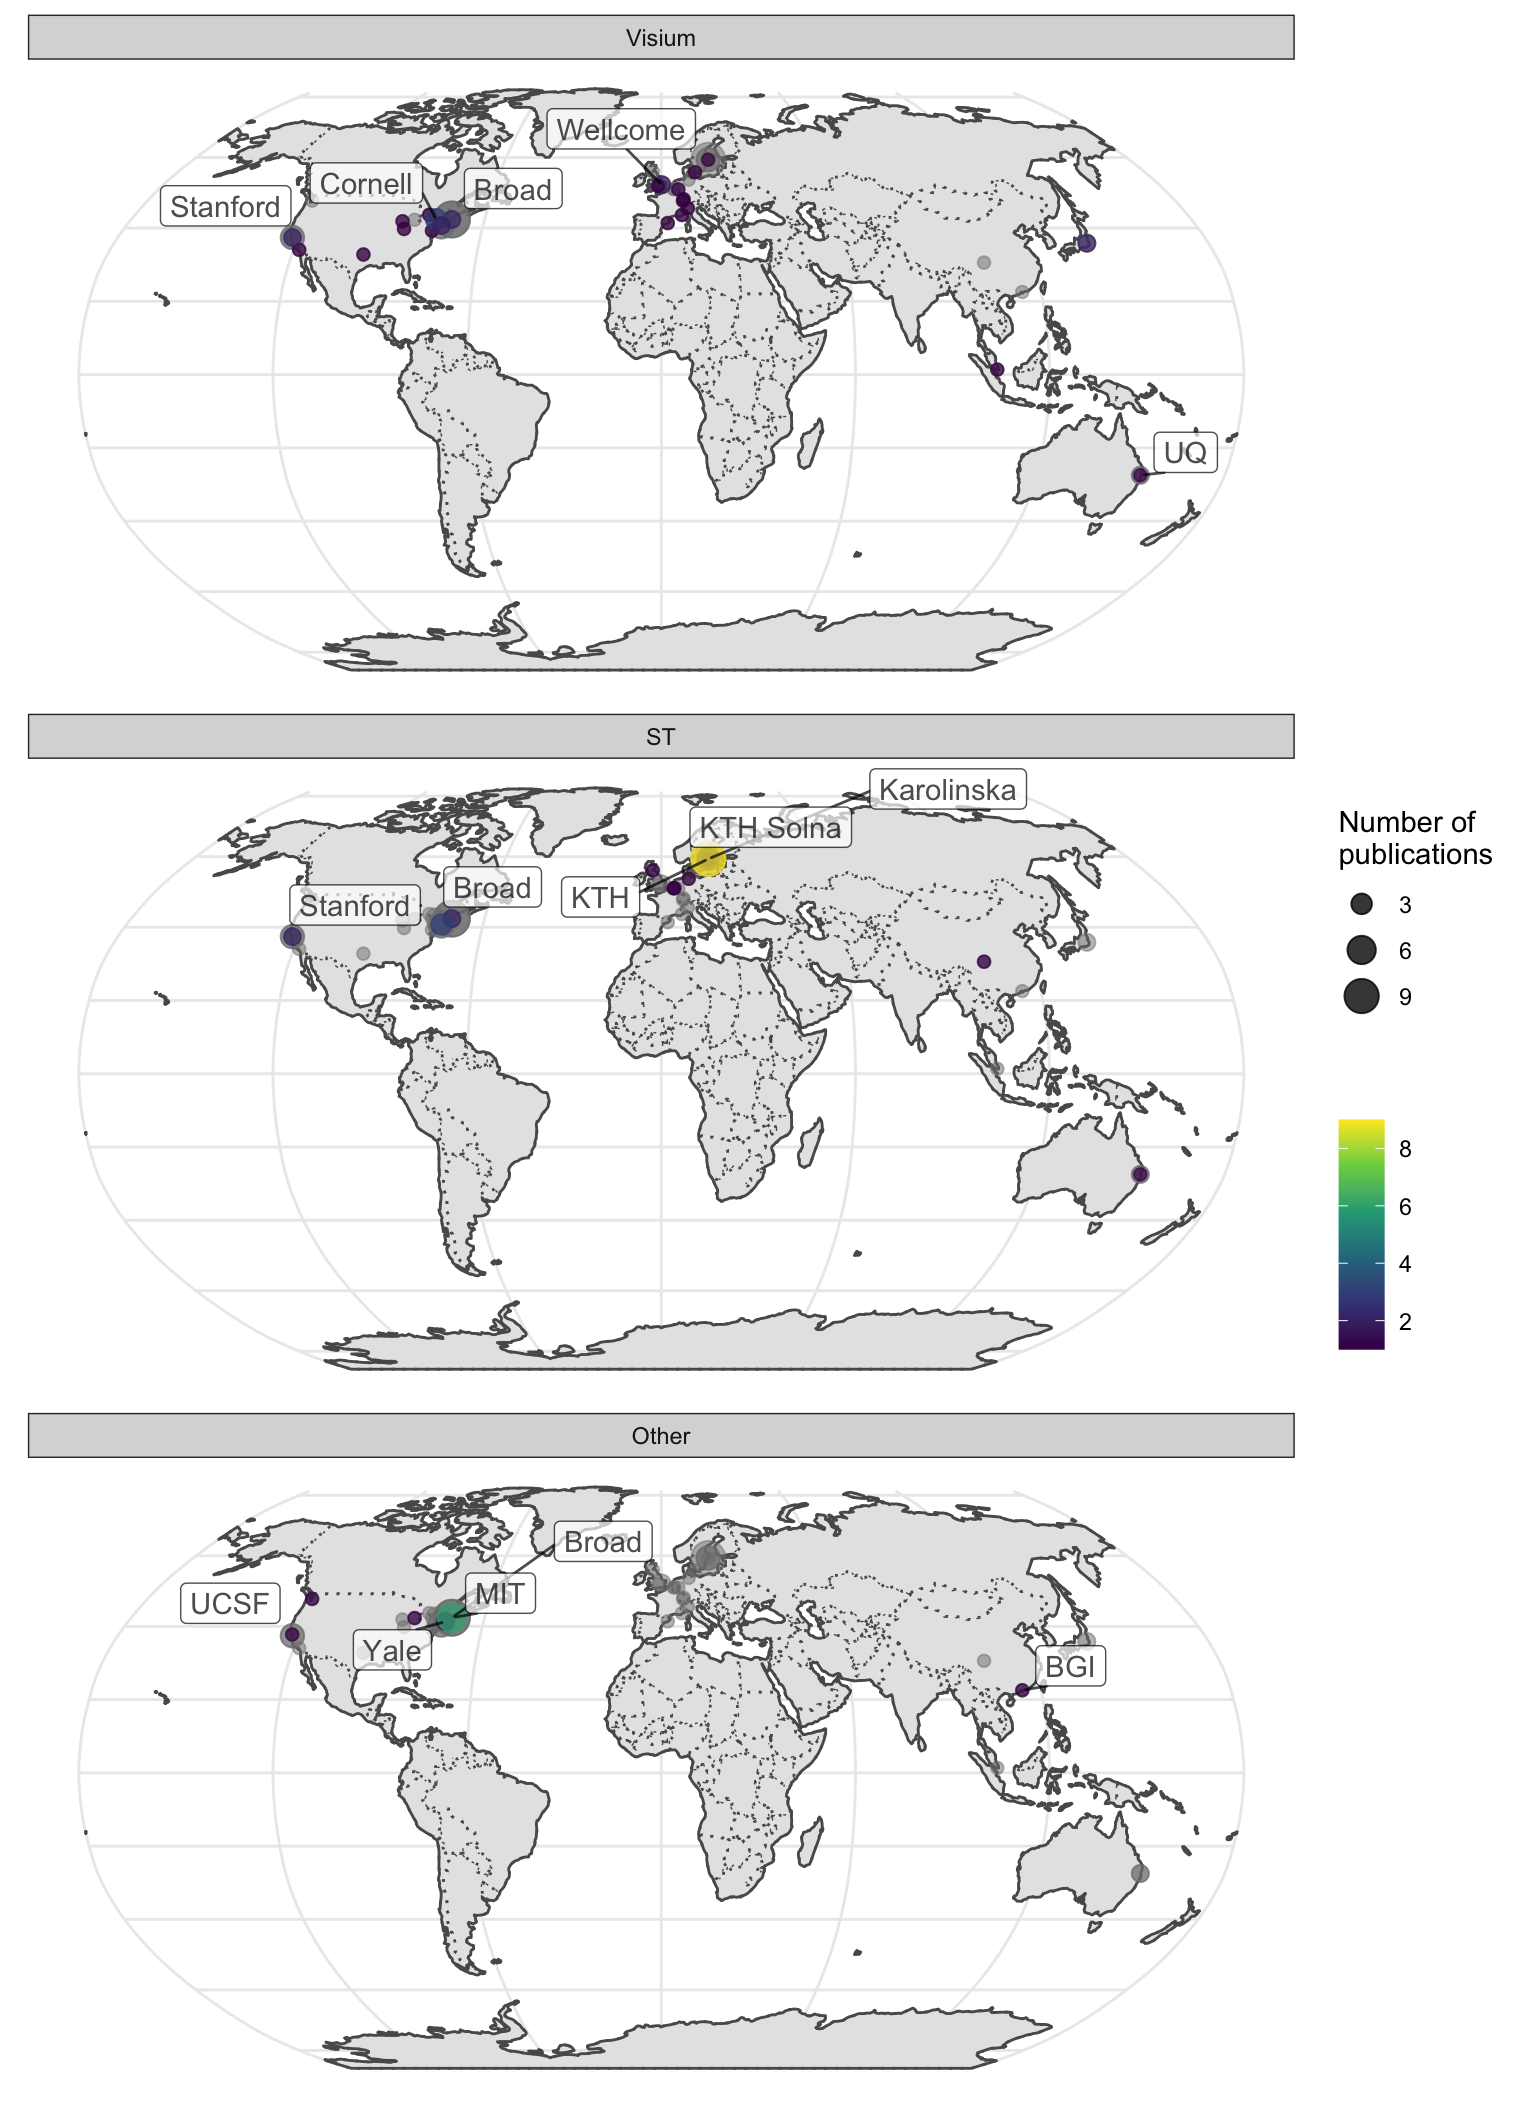 Visium
Wellcome
Cornell
Broad
Stanford
UQ
ST
Karolinska
KTH Solna
Broad
KTH
Stanford
Number of
publications
3
6
9
8
6
4
2
Other
Broad
MIT
UCSF
Yale
BGI